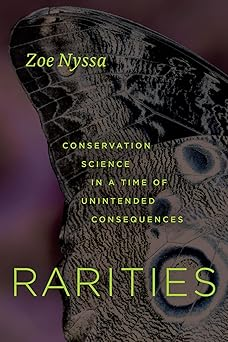 Zoe Nyssa
CONSERVATION
SCIENCE
IN A TIME OF
UNINTENDED
CONSEQUENCES
RARITIES